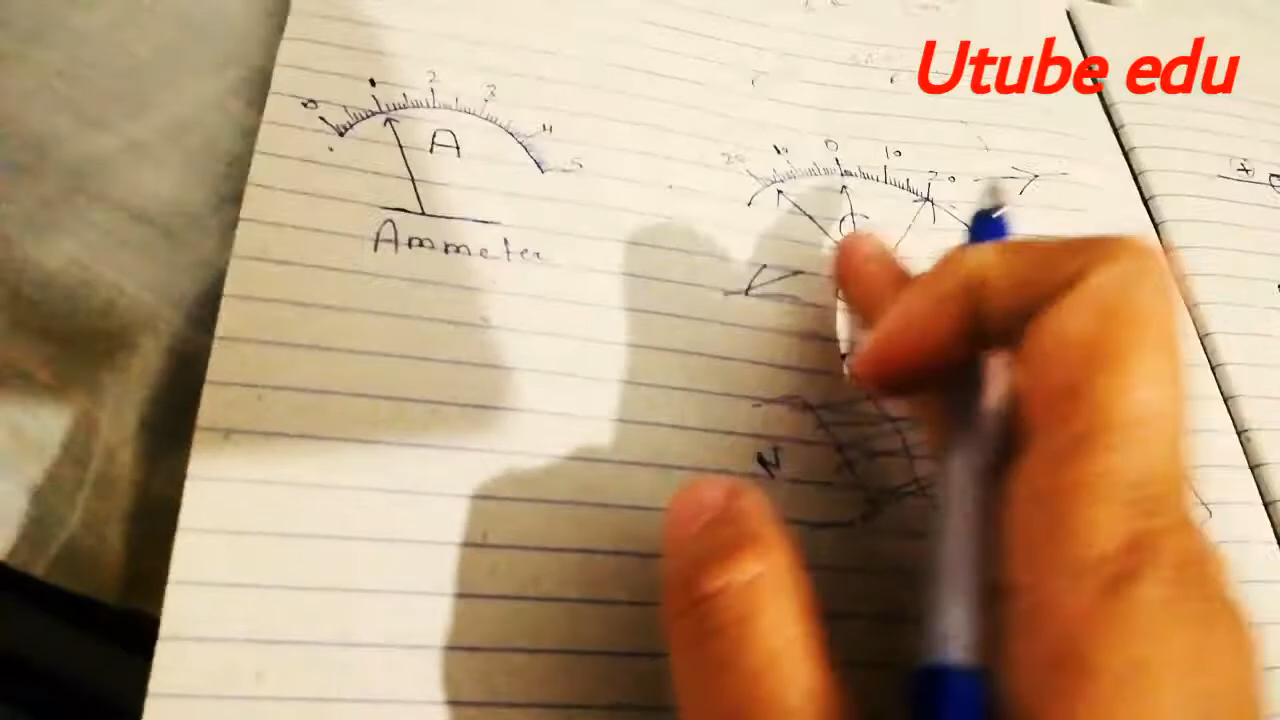 Utube edu
0 1 2 3 4 5
A
Ammeter
20 10 0 10 20
G
N
+